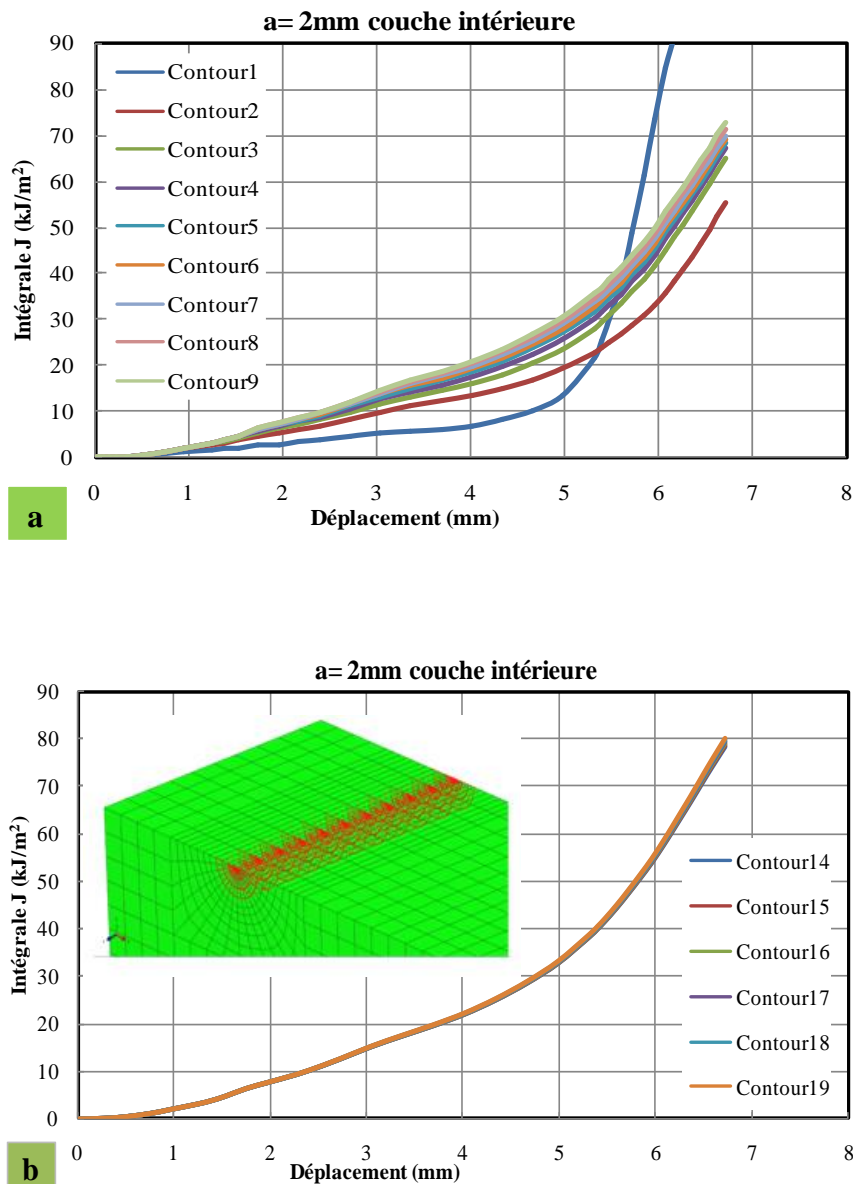 a= 2mm couche intérieure
90
80
70
60
50
40
30
20
10
0
Intégrale J (kJ/m²)
Contour1
Contour2
Contour3
Contour4
Contour5
Contour6
Contour7
Contour8
Contour9
0 1 2 3 4 5 6 7 8
Déplacement (mm)
a
a= 2mm couche intérieure
90
80
70
60
50
40
30
20
10
0
Intégrale J (kJ/m²)
Contour14
Contour15
Contour16
Contour17
Contour18
Contour19
0 1 2 3 4 5 6 7 8
Déplacement (mm)
b